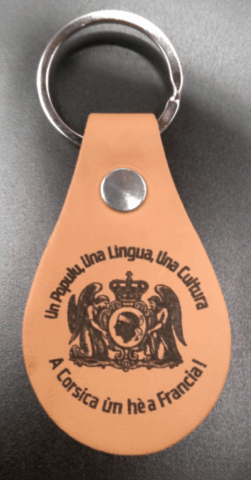 Un Populu, Una Lingua, Una Cultura
A Corsica ùn hè a Francia!